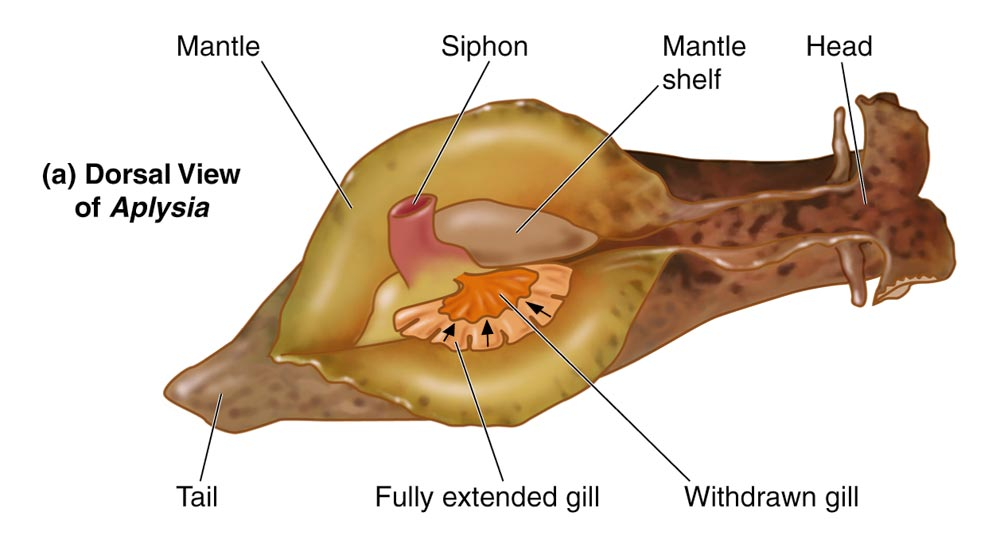 Mantle
Siphon
Mantle
shelf
Head
(a) Dorsal View
of Aplysia
Tail
Fully extended gill
Withdrawn gill